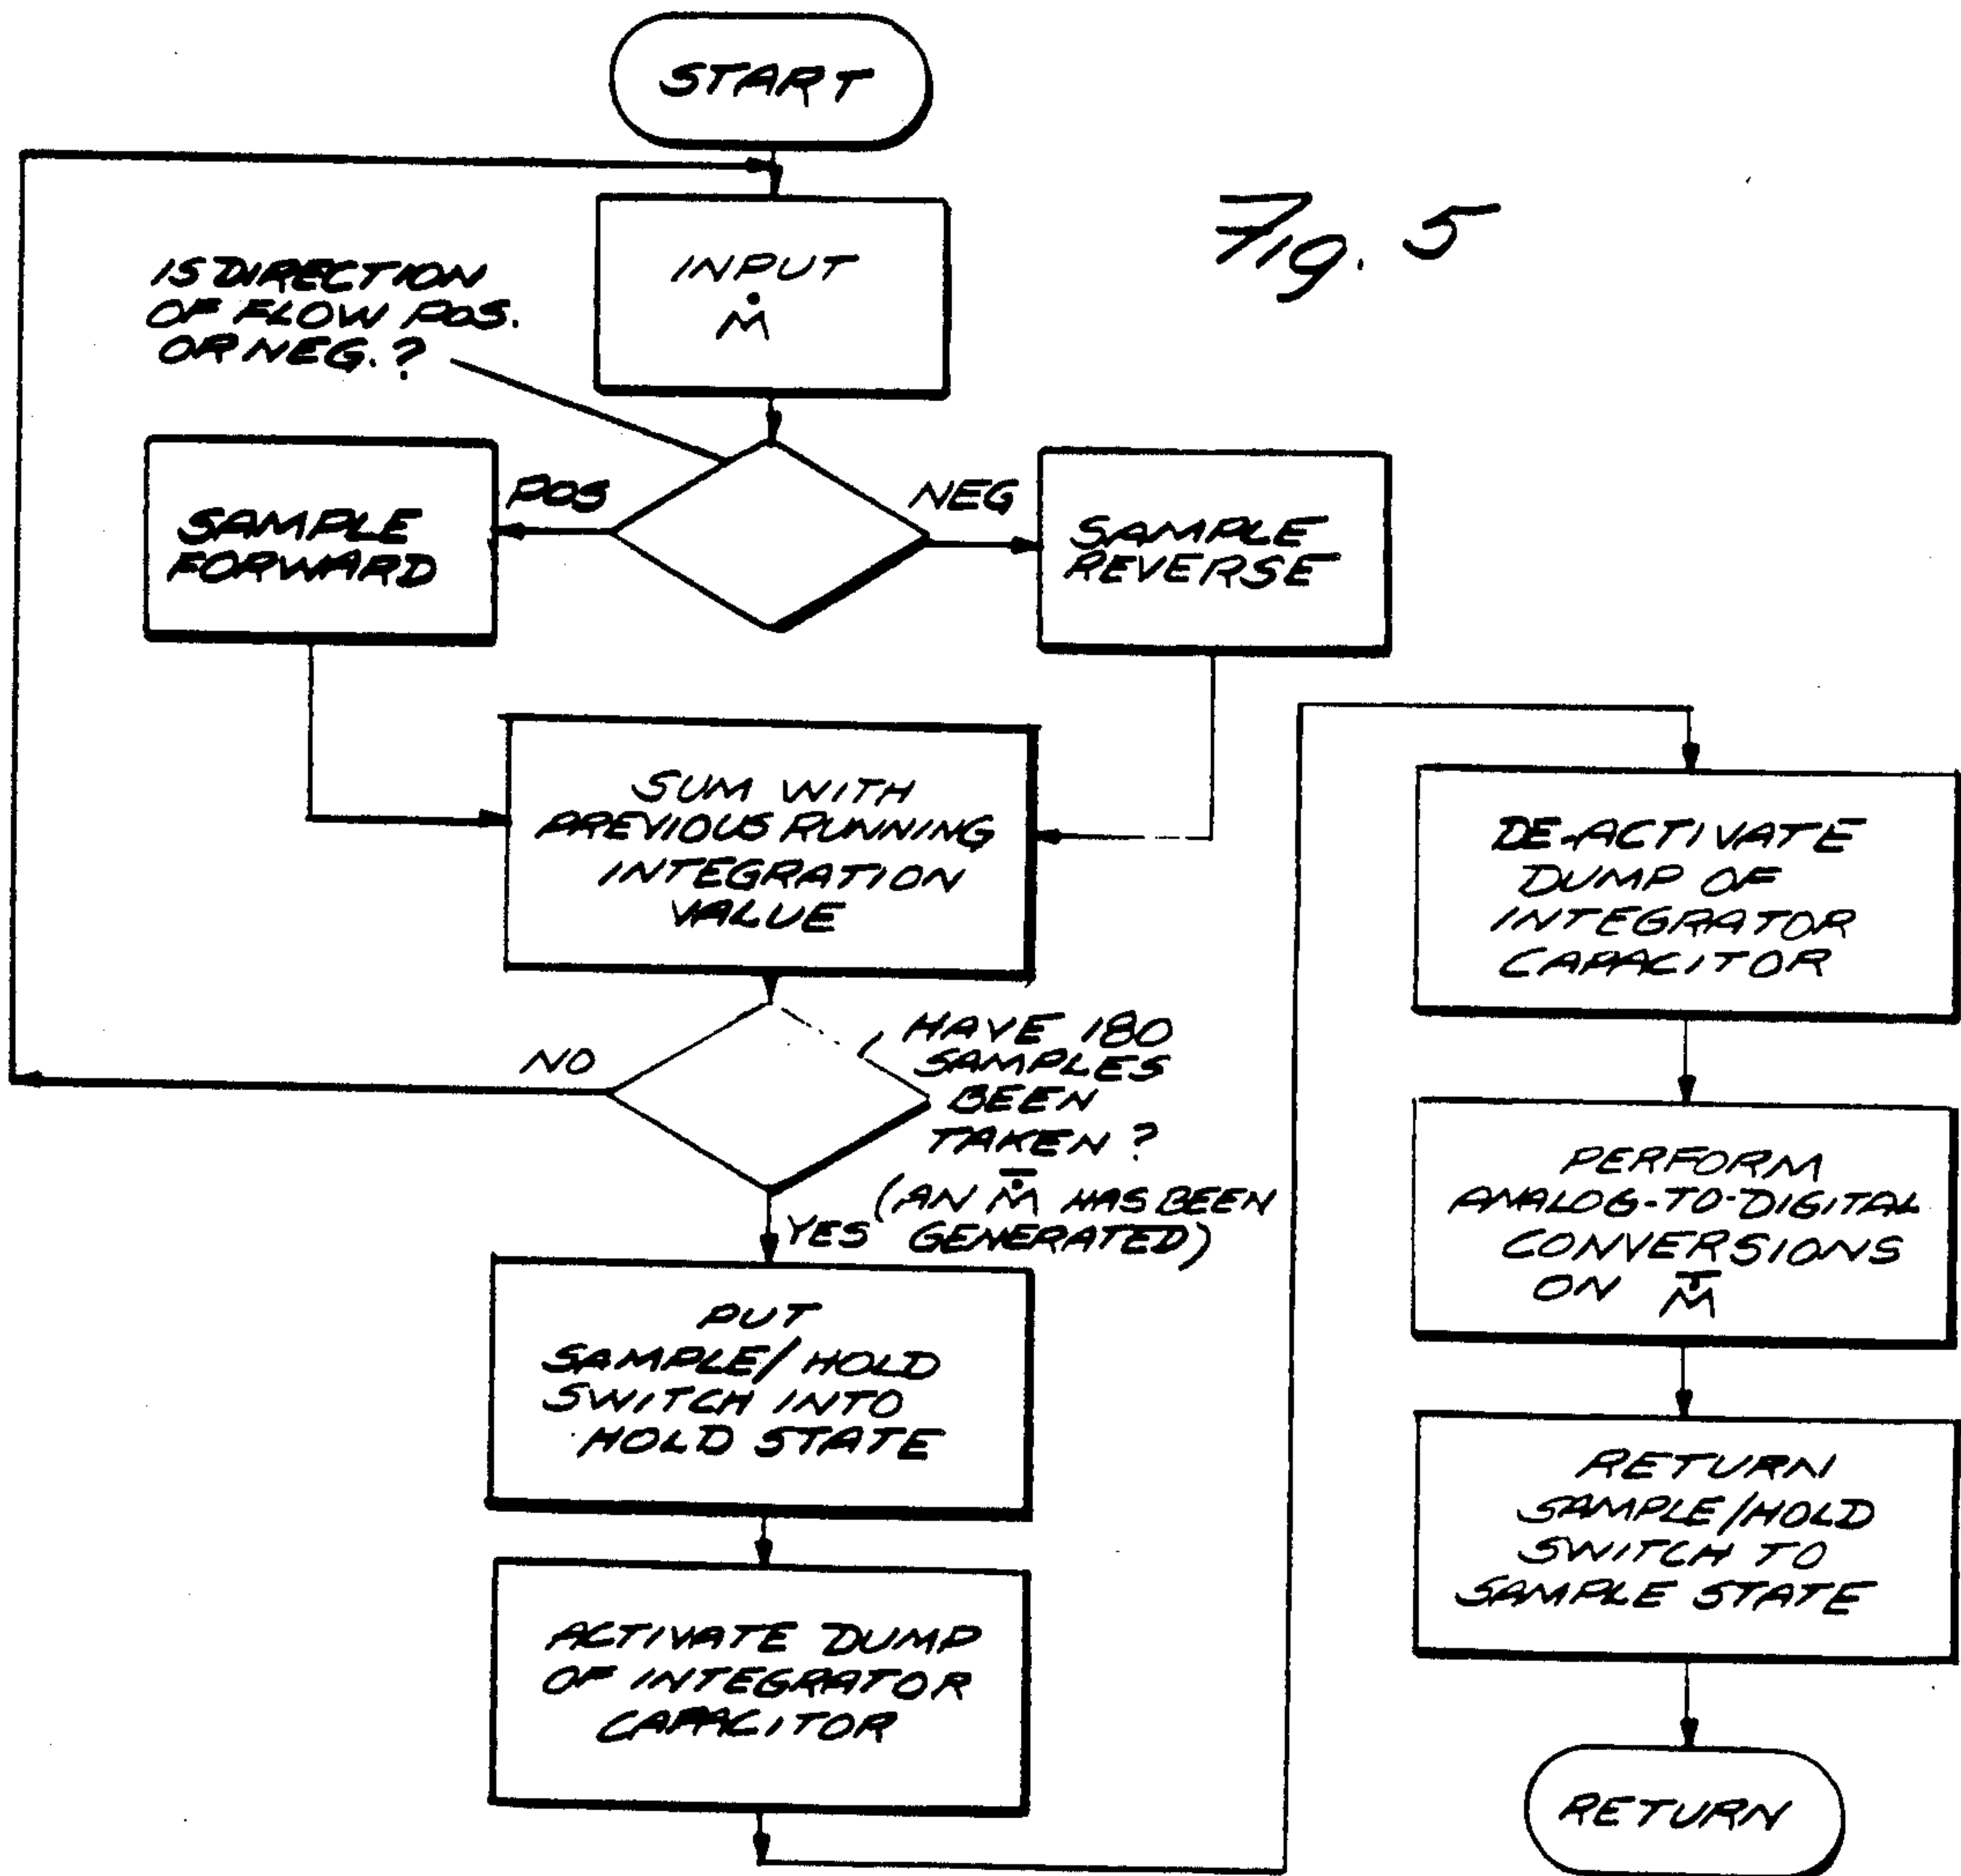 START
Fig. 5
INPUT
Ṁ
IS DIRECTION
OF FLOW POS.
OR NEG.?
POS
NEG
SAMPLE
FORWARD
SAMPLE
REVERSE
SUM WITH
PREVIOUS RUNNING
INTEGRATION
VALUE
NO
HAVE 180
SAMPLES
BEEN
TAKEN?
(AN Ṁ̄ HAS BEEN
GENERATED)
YES
PUT
SAMPLE/HOLD
SWITCH INTO
HOLD STATE
ACTIVATE DUMP
OF INTEGRATOR
CAPACITOR
DE-ACTIVATE
DUMP OF
INTEGRATOR
CAPACITOR
PERFORM
ANALOG-TO-DIGITAL
CONVERSIONS
ON Ṁ̄
RETURN
SAMPLE/HOLD
SWITCH TO
SAMPLE STATE
RETURN